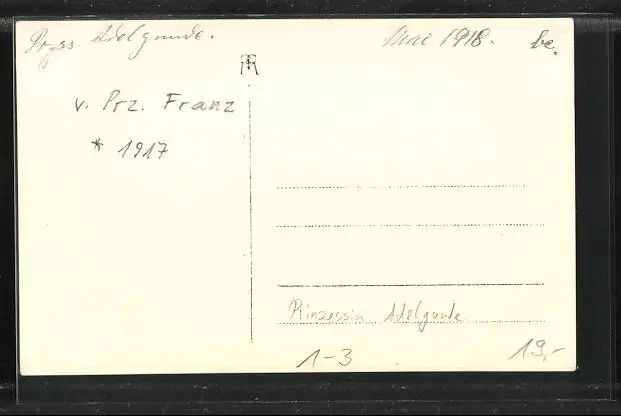 Przss. Adelgunde.
Mai 1918. be.
v. Prz. Franz
* 1917
Prinzessin Adelgunde
1-3
19,-